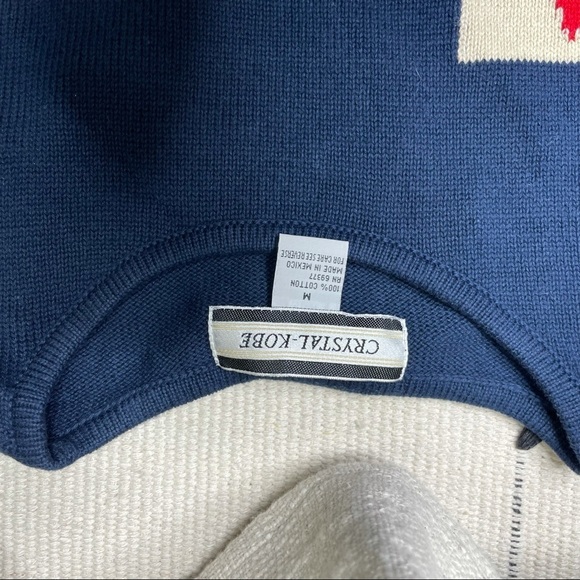 CRYSTAL-KOBE
M
100% COTTON
RN 69377
MADE IN MEXICO
FOR CARE SEE REVERSE